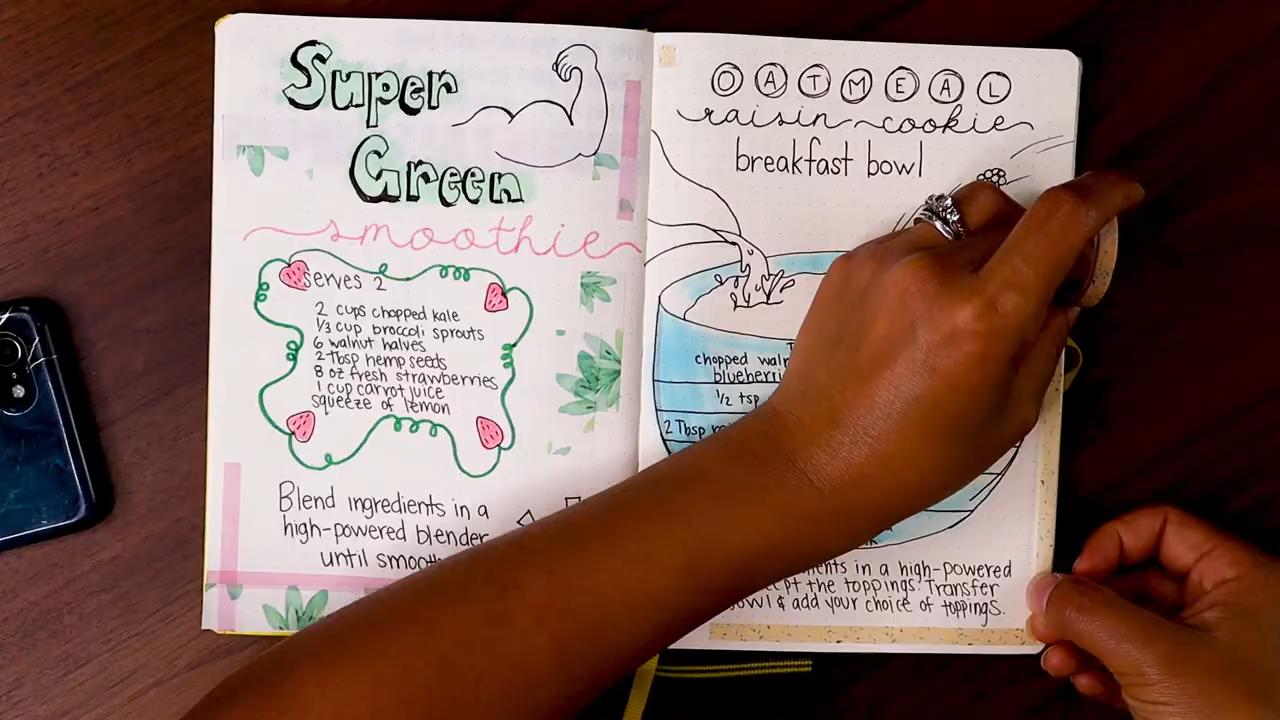 Super
Green
smoothie
serves 2
2 cups chopped kale
1/3 cup broccoli sprouts
6 walnut halves
2 Tbsp hemp seeds
8 oz fresh strawberries
1 cup carrot juice
squeeze of lemon
Blend ingredients in a
high-powered blender
until smooth
OATMEAL
raisin cookie
breakfast bowl
chopped
1/2 tsp
2 Tbsp
in a high-powered
the toppings. Transfer
& add your choice of toppings.